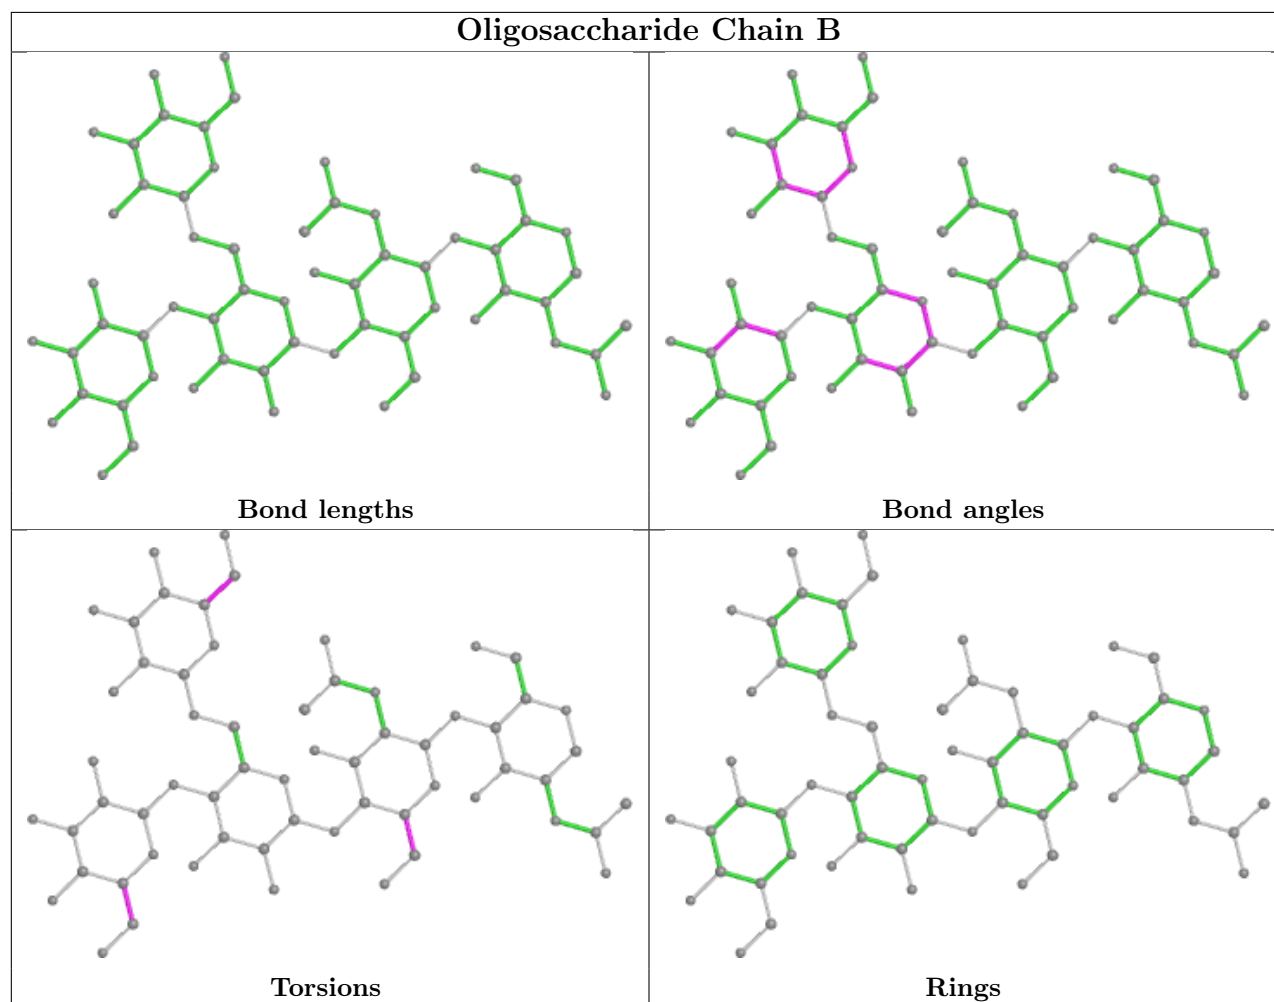 Oligosaccharide Chain B
Bond lengths
Bond angles
Torsions
Rings